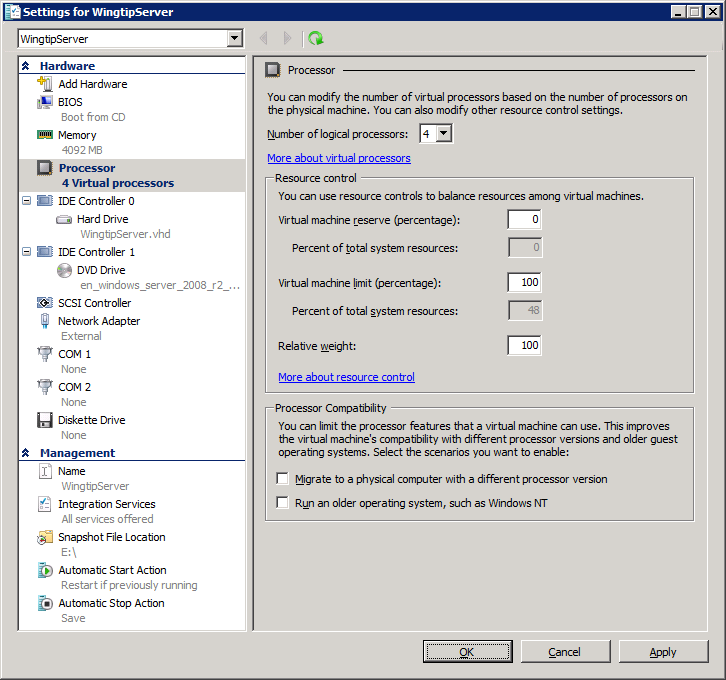 Settings for WingtipServer
WingtipServer
Hardware
Add Hardware
BIOS
Boot from CD
Memory
4092 MB
Processor
4 Virtual processors
IDE Controller 0
Hard Drive
WingtipServer.vhd
IDE Controller 1
DVD Drive
en_windows_server_2008_r2_...
SCSI Controller
Network Adapter
External
COM 1
None
COM 2
None
Diskette Drive
None
Management
Name
WingtipServer
Integration Services
All services offered
Snapshot File Location
E:\
Automatic Start Action
Restart if previously running
Automatic Stop Action
Save
Processor
You can modify the number of virtual processors based on the number of processors on
the physical machine. You can also modify other resource control settings.
Number of logical processors: 4
More about virtual processors
Resource control
You can use resource controls to balance resources among virtual machines.
Virtual machine reserve (percentage): 0
Percent of total system resources: 0
Virtual machine limit (percentage): 100
Percent of total system resources: 48
Relative weight: 100
More about resource control
Processor Compatibility
You can limit the processor features that a virtual machine can use. This improves
the virtual machine's compatibility with different processor versions and older guest
operating systems. Select the scenarios you want to enable:
Migrate to a physical computer with a different processor version
Run an older operating system, such as Windows NT
OK Cancel Apply